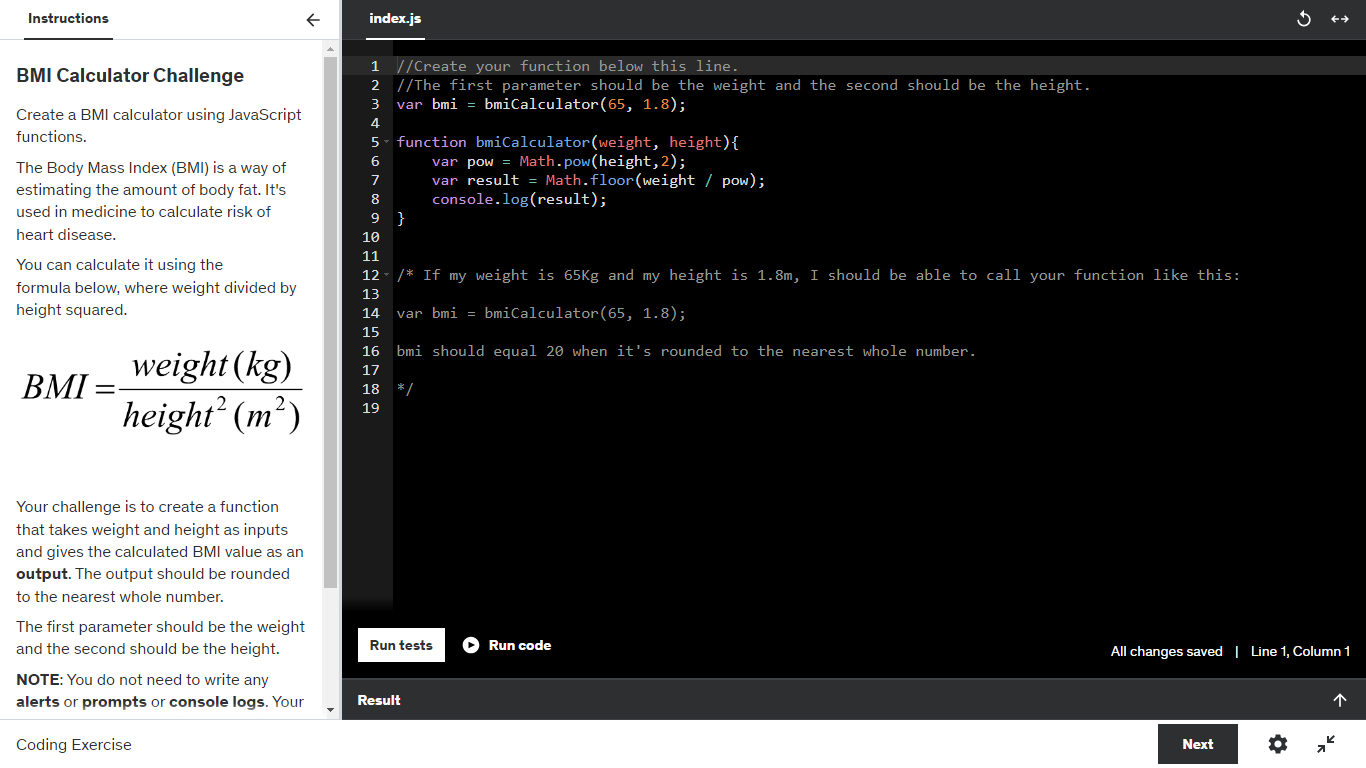 Instructions
BMI Calculator Challenge
Create a BMI calculator using JavaScript
functions.
The Body Mass Index (BMI) is a way of
estimating the amount of body fat. It's
used in medicine to calculate risk of
heart disease.
You can calculate it using the
formula below, where weight divided by
height squared.
BMI = weight (kg)
height² (m²)
Your challenge is to create a function
that takes weight and height as inputs
and gives the calculated BMI value as an
output. The output should be rounded
to the nearest whole number.
The first parameter should be the weight
and the second should be the height.
NOTE: You do not need to write any
alerts or prompts or console logs. Your
index.js
1 //Create your function below this line.
2 //The first parameter should be the weight and the second should be the height.
3 var bmi = bmiCalculator(65, 1.8);
4
5 function bmiCalculator(weight, height){
6     var pow = Math.pow(height,2);
7     var result = Math.floor(weight / pow);
8     console.log(result);
9 }
10
11
12 /* If my weight is 65Kg and my height is 1.8m, I should be able to call your function like this:
13
14 var bmi = bmiCalculator(65, 1.8);
15
16 bmi should equal 20 when it's rounded to the nearest whole number.
17
18 */
19
Run tests
Run code
All changes saved | Line 1, Column 1
Result
Coding Exercise
Next